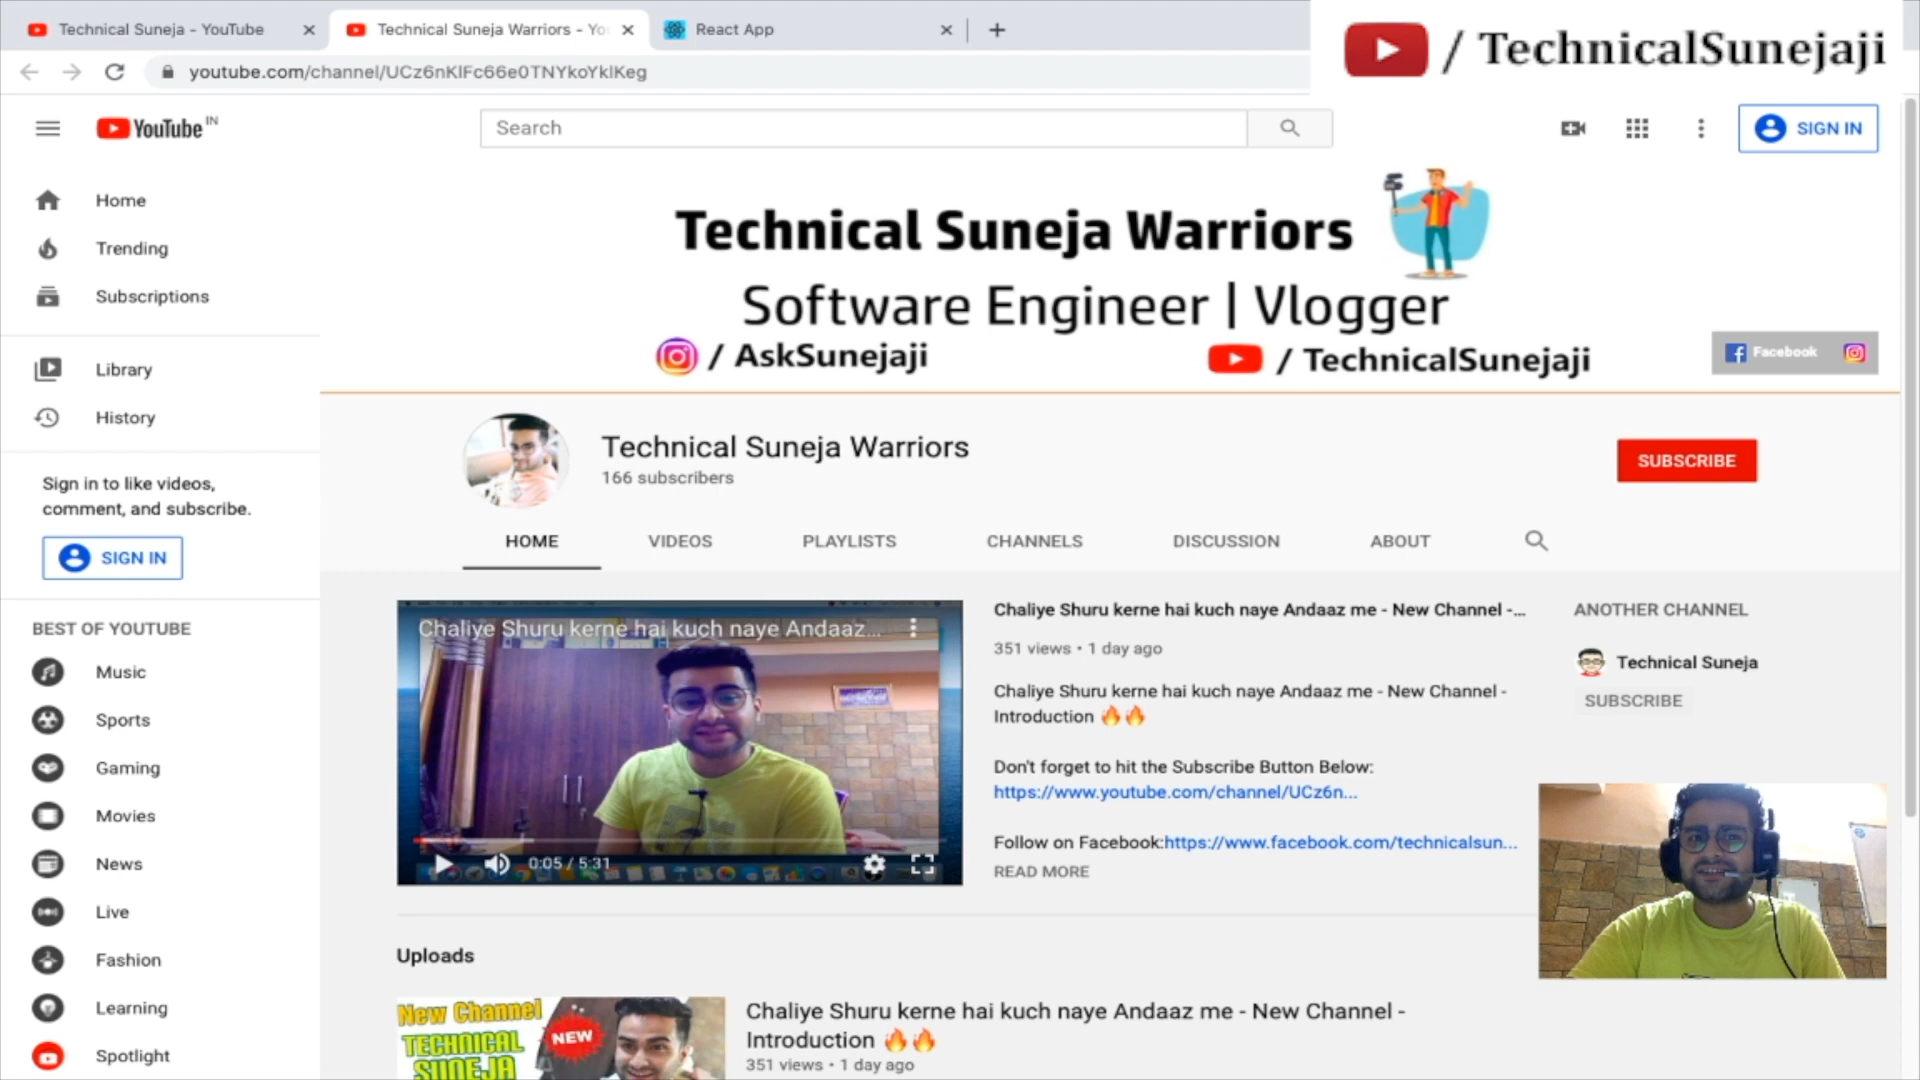 Technical Suneja - YouTube
Technical Suneja Warriors - Yo
React App
/ TechnicalSunejaji
youtube.com/channel/UCz6nKlFc66e0TNYkoYklKeg
YouTube IN
Search
SIGN IN
Home
Trending
Subscriptions
Library
History
Sign in to like videos,
comment, and subscribe.
SIGN IN
BEST OF YOUTUBE
Music
Sports
Gaming
Movies
News
Live
Fashion
Learning
Spotlight
Technical Suneja Warriors
Software Engineer | Vlogger
/ AskSunejaji
/ TechnicalSunejaji
Facebook
Technical Suneja Warriors
166 subscribers
SUBSCRIBE
HOME
VIDEOS
PLAYLISTS
CHANNELS
DISCUSSION
ABOUT
Chaliye Shuru kerne hai kuch naye Andaaz...
0:05 / 5:31
Chaliye Shuru kerne hai kuch naye Andaaz me - New Channel -...
351 views • 1 day ago
Chaliye Shuru kerne hai kuch naye Andaaz me - New Channel -
Introduction 🔥🔥
Don't forget to hit the Subscribe Button Below:
https://www.youtube.com/channel/UCz6n...
Follow on Facebook:https://www.facebook.com/technicalsun...
READ MORE
ANOTHER CHANNEL
Technical Suneja
SUBSCRIBE
Uploads
New Channel
TECHNICAL
SUNEJA
NEW
Chaliye Shuru kerne hai kuch naye Andaaz me - New Channel -
Introduction 🔥🔥
351 views • 1 day ago